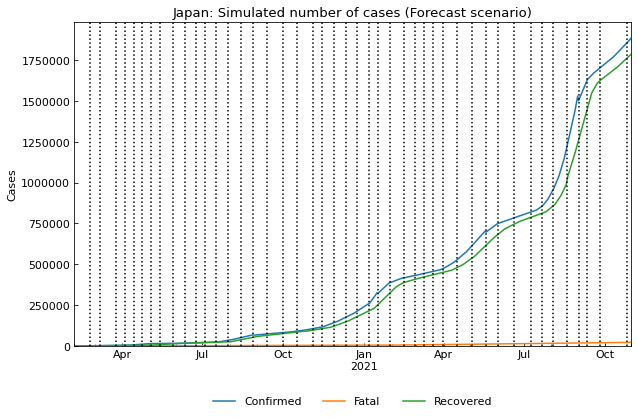 Japan: Simulated number of cases (Forecast scenario)
Cases
1750000
1500000
1250000
1000000
750000
500000
250000
0
Apr Jul Oct Jan Apr Jul Oct
2021
Confirmed Fatal Recovered